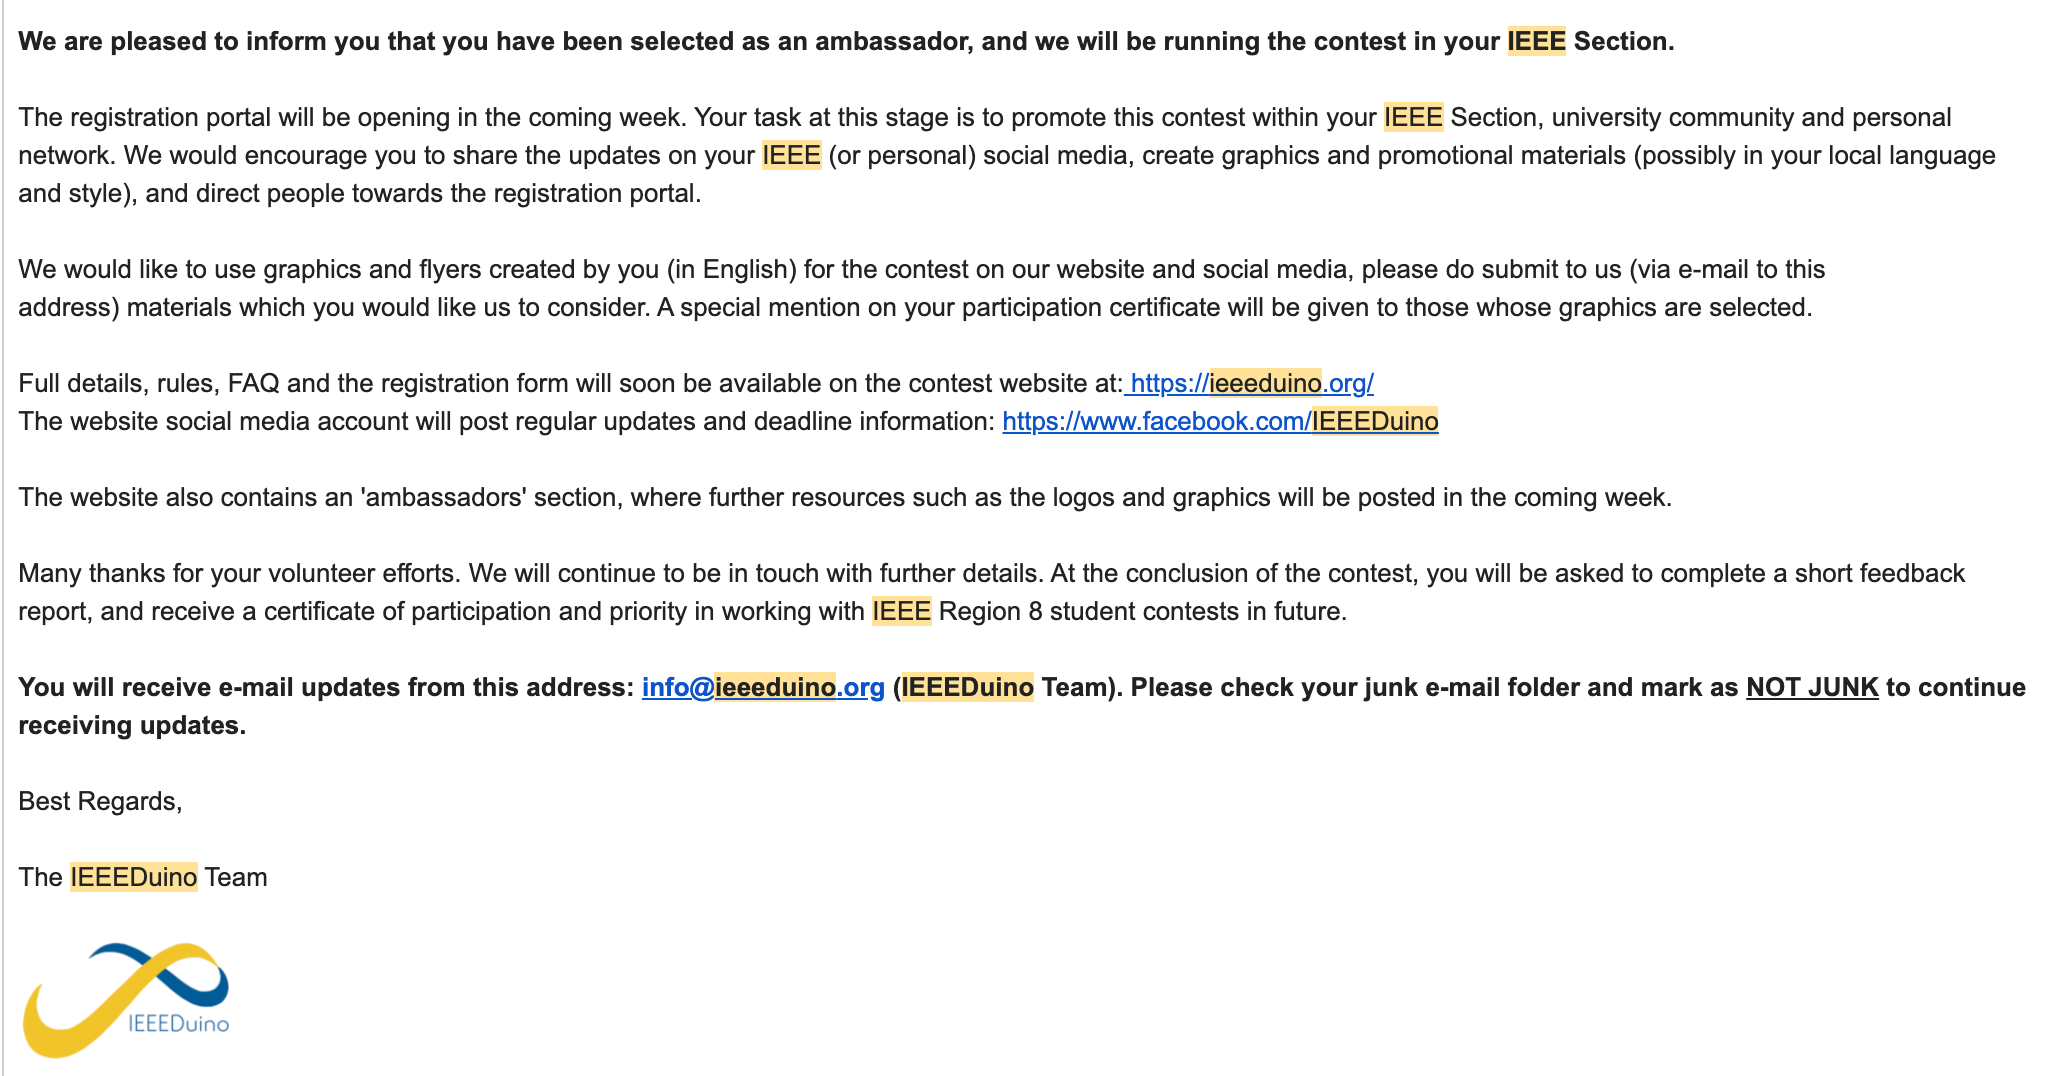 We are pleased to inform you that you have been selected as an ambassador, and we will be running the contest in your IEEE Section.
The registration portal will be opening in the coming week. Your task at this stage is to promote this contest within your IEEE Section, university community and personal
network. We would encourage you to share the updates on your IEEE (or personal) social media, create graphics and promotional materials (possibly in your local language
and style), and direct people towards the registration portal.
We would like to use graphics and flyers created by you (in English) for the contest on our website and social media, please do submit to us (via e-mail to this
address) materials which you would like us to consider. A special mention on your participation certificate will be given to those whose graphics are selected.
Full details, rules, FAQ and the registration form will soon be available on the contest website at: https://ieeeduino.org/
The website social media account will post regular updates and deadline information: https://www.facebook.com/IEEEDuino
The website also contains an 'ambassadors' section, where further resources such as the logos and graphics will be posted in the coming week.
Many thanks for your volunteer efforts. We will continue to be in touch with further details. At the conclusion of the contest, you will be asked to complete a short feedback
report, and receive a certificate of participation and priority in working with IEEE Region 8 student contests in future.
You will receive e-mail updates from this address: info@ieeeduino.org (IEEEDuino Team). Please check your junk e-mail folder and mark as NOT JUNK to continue
receiving updates.
Best Regards,
The IEEEDuino Team
IEEEDuino